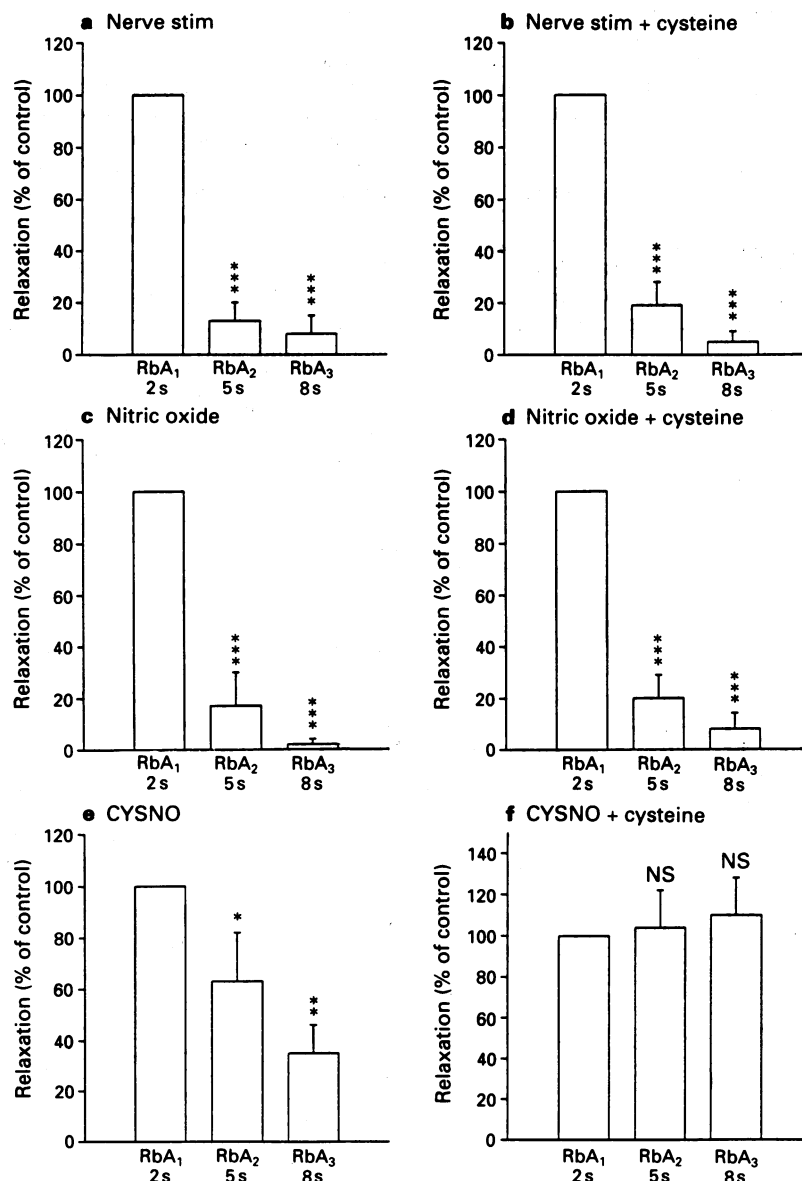 a Nerve stim
Relaxation (% of control)
120
100
80
60
40
20
0
***
***
RbA₁ RbA₂ RbA₃
2s 5s 8s
b Nerve stim + cysteine
Relaxation (% of control)
120
100
80
60
40
20
0
***
***
RbA₁ RbA₂ RbA₃
2s 5s 8s
c Nitric oxide
Relaxation (% of control)
120
100
80
60
40
20
0
***
***
RbA₁ RbA₂ RbA₃
2s 5s 8s
d Nitric oxide + cysteine
Relaxation (% of control)
120
100
80
60
40
20
0
***
***
RbA₁ RbA₂ RbA₃
2s 5s 8s
e CYSNO
Relaxation (% of control)
120
100
80
60
40
20
0
*
**
RbA₁ RbA₂ RbA₃
2s 5s 8s
f CYSNO + cysteine
Relaxation (% of control)
140
120
100
80
60
40
20
0
NS NS
RbA₁ RbA₂ RbA₃
2s 5s 8s